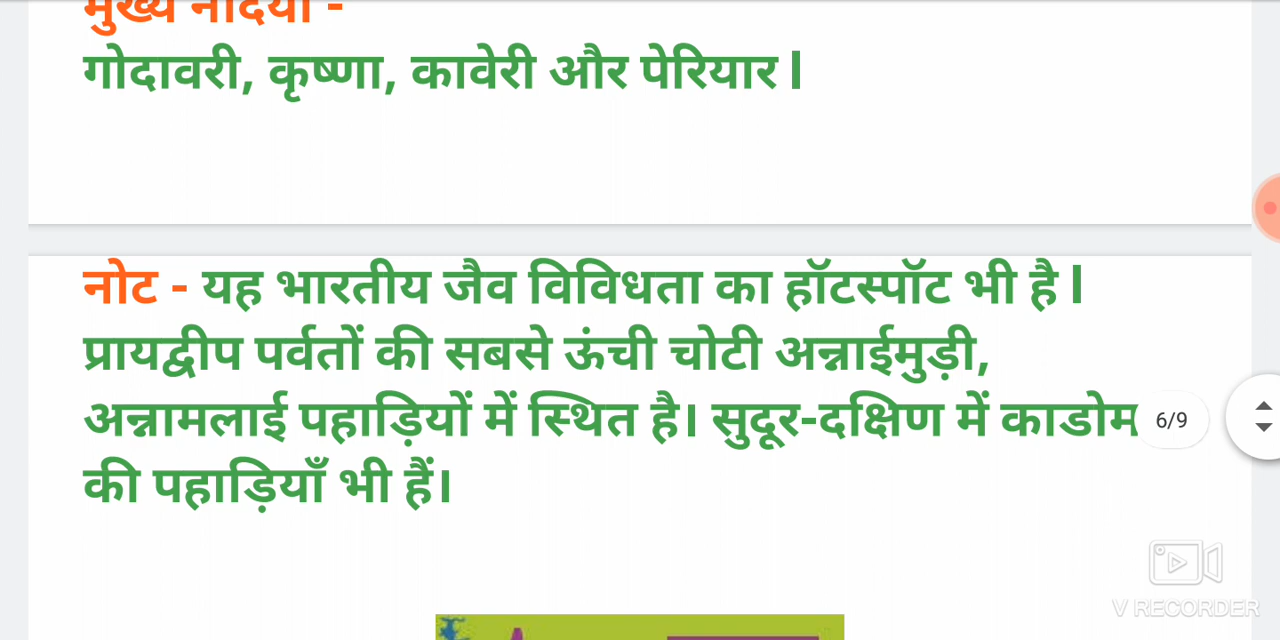 मुख्य नदियाँ -
गोदावरी, कृष्णा, कावेरी और पेरियार |
नोट - यह भारतीय जैव विविधता का हॉटस्पॉट भी है |
प्रायद्वीप पर्वतों की सबसे ऊंची चोटी अन्नाईमुड़ी,
अन्नामलाई पहाड़ियों में स्थित है। सुदूर-दक्षिण में काडोम
6/9
की पहाड़ियाँ भी हैं।
V RECORDER